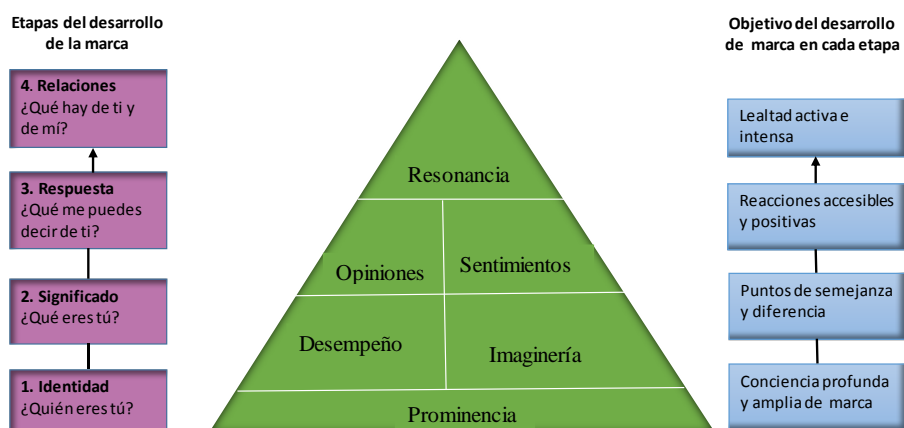 Etapas del desarrollo
de la marca
4. Relaciones
¿Qué hay de ti y
de mí?
3. Respuesta
¿Qué me puedes
decir de ti?
2. Significado
¿Qué eres tú?
1. Identidad
¿Quién eres tú?
Resonancia
Opiniones
Sentimientos
Desempeño
Imaginería
Prominencia
Objetivo del desarrollo
de marca en cada etapa
Lealtad activa e
intensa
Reacciones accesibles
y positivas
Puntos de semejanza
y diferencia
Conciencia profunda
y amplia de marca